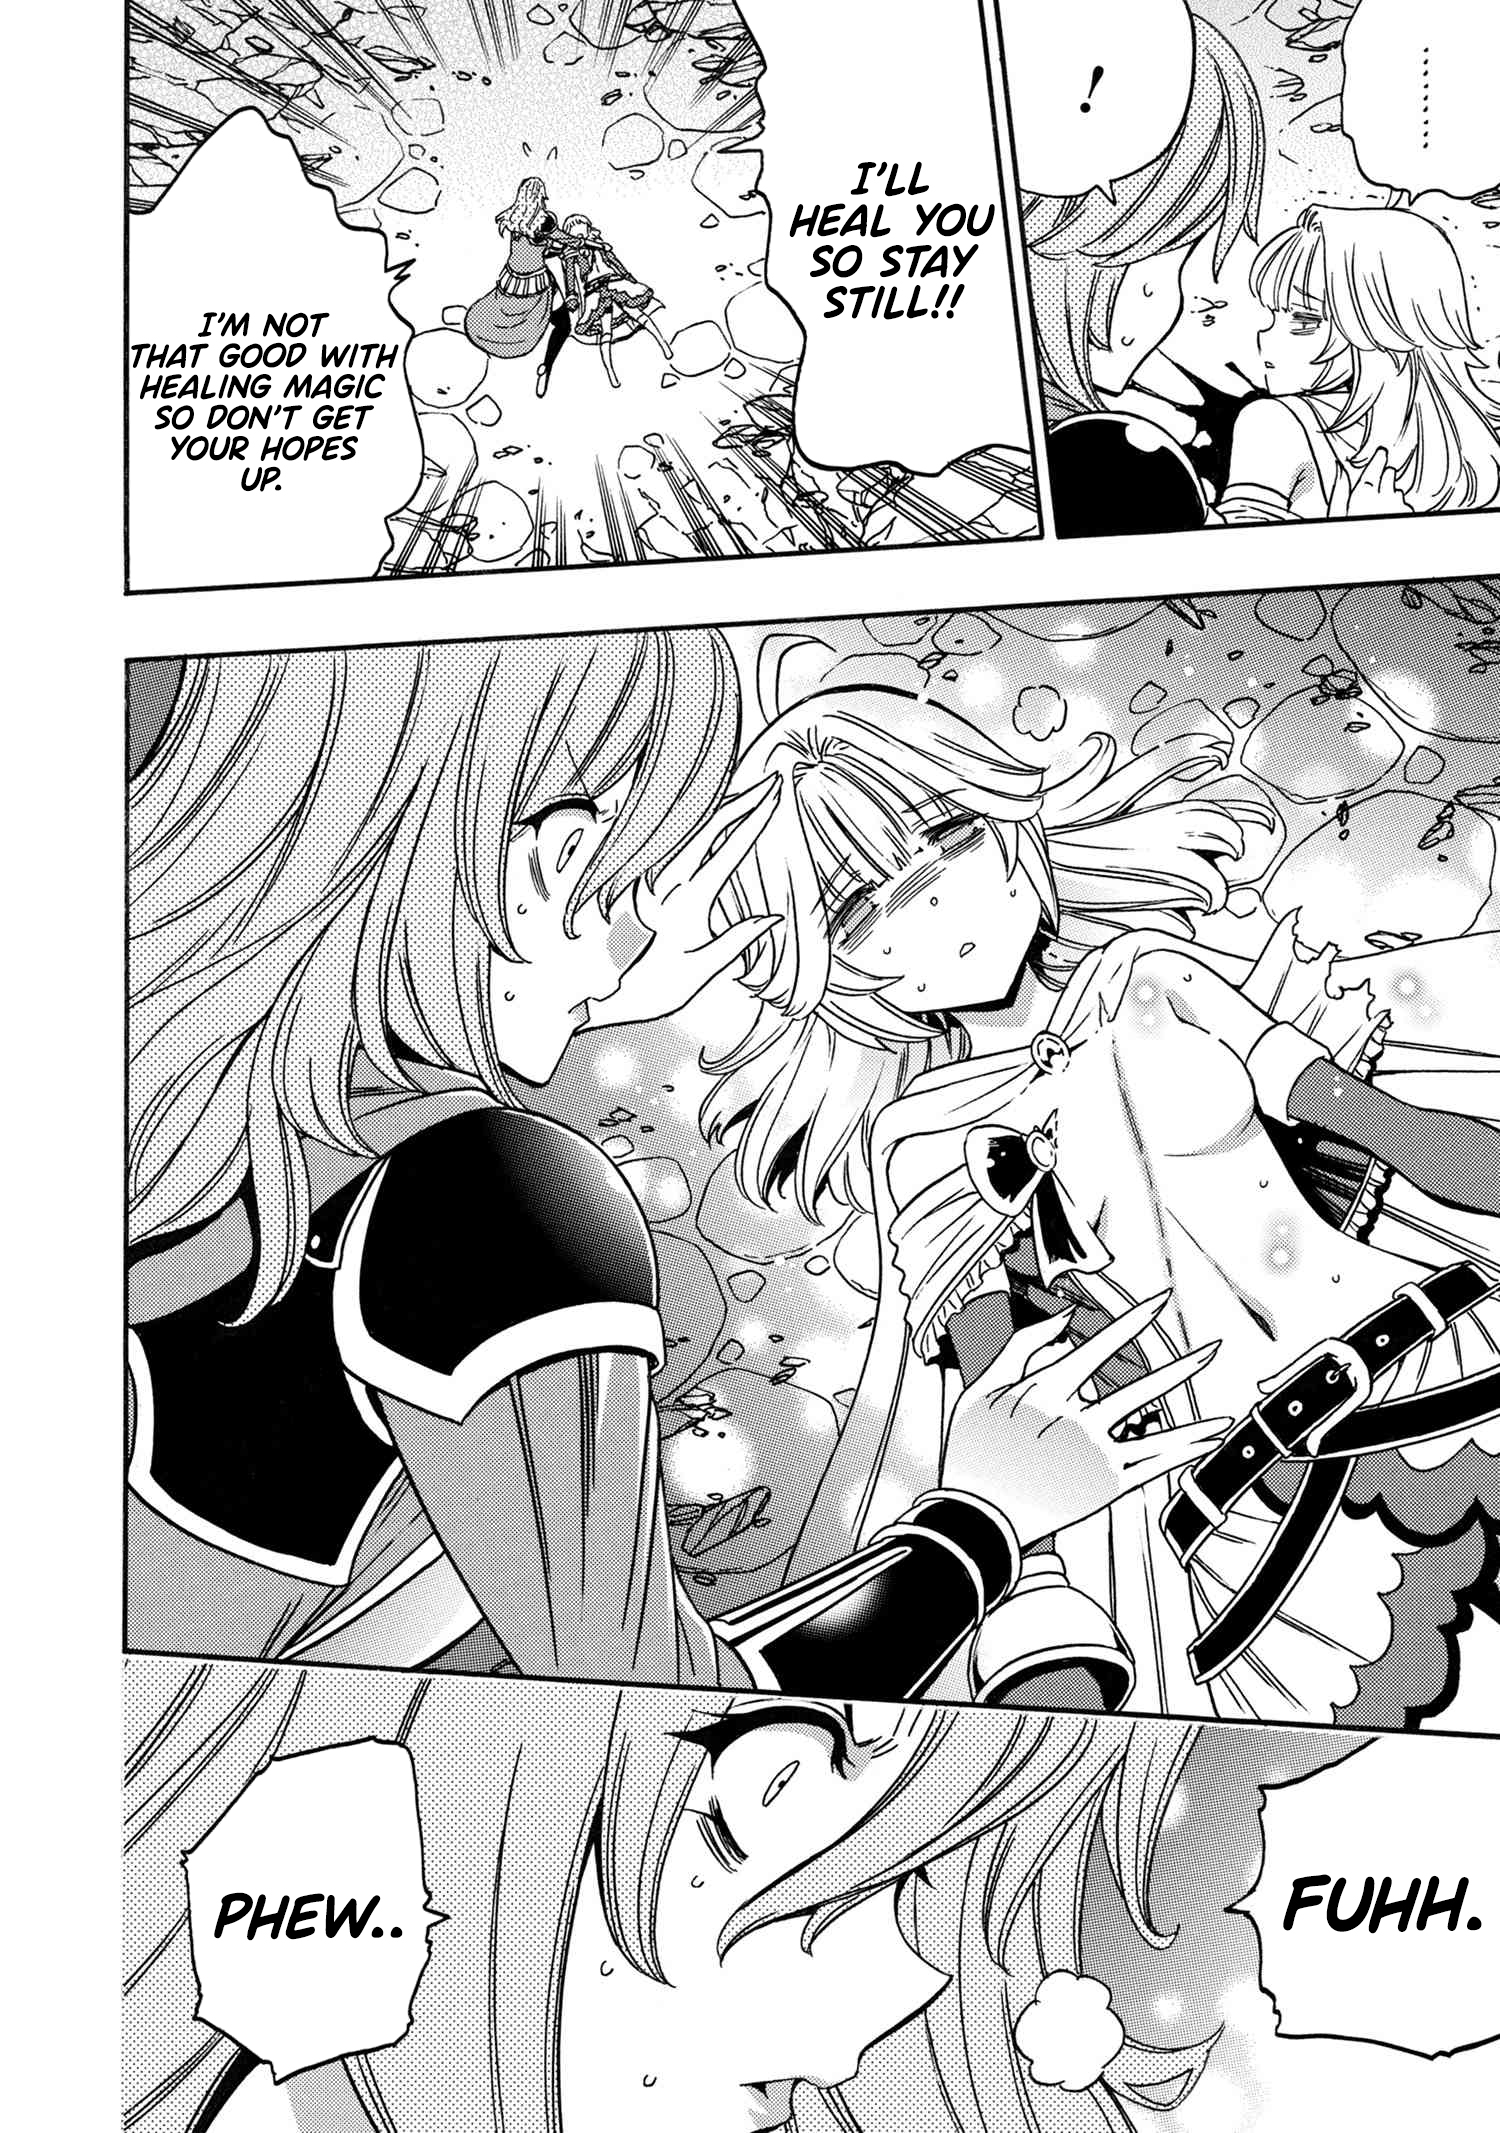 .........
!
I'LL
HEAL YOU
SO STAY
STILL!!
I'M NOT
THAT GOOD WITH
HEALING MAGIC
SO DON'T GET
YOUR HOPES
UP.
FUHH.
PHEW..